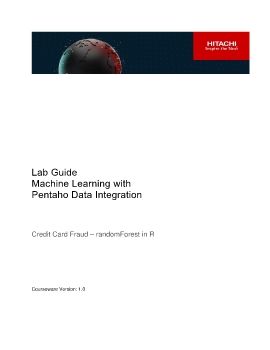 HITACHI
Inspire the Next
Lab Guide
Machine Learning with
Pentaho Data Integration
Credit Card Fraud – randomForest in R
Courseware Version: 1.0